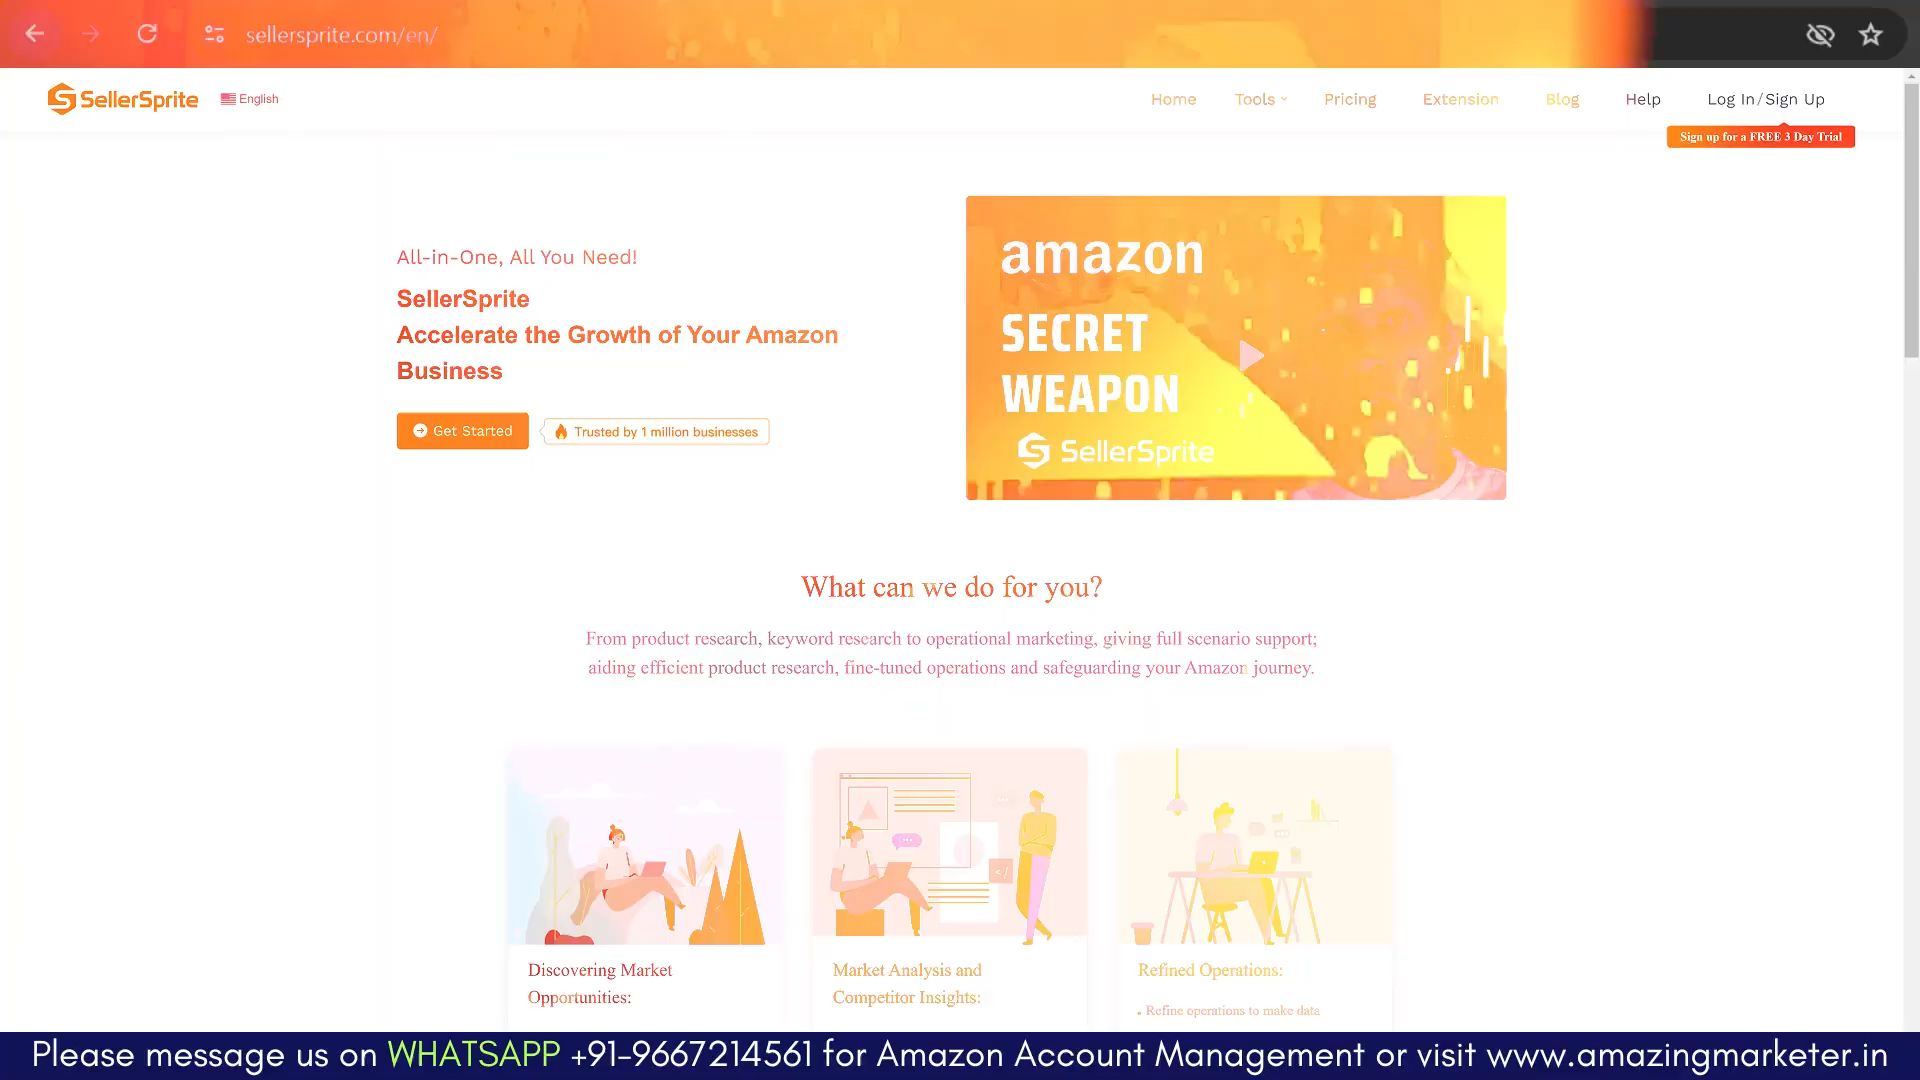 sellersprite.com/en/
SellerSprite
English
Home
Tools
Pricing
Extension
Blog
Help
Log In/Sign Up
Sign up for a FREE 3 Day Trial
All-in-One, All You Need!
SellerSprite
Accelerate the Growth of Your Amazon
Business
Get Started
Trusted by 1 million businesses
amazon
SECRET
WEAPON
SellerSprite
What can we do for you?
From product research, keyword research to operational marketing, giving full scenario support;
aiding efficient product research, fine-tuned operations and safeguarding your Amazon journey.
Discovering Market
Opportunities:
Market Analysis and
Competitor Insights:
Refined Operations:
• Refine operations to make data
Please message us on WHATSAPP +91-9667214561 for Amazon Account Management or visit www.amazingmarketer.in